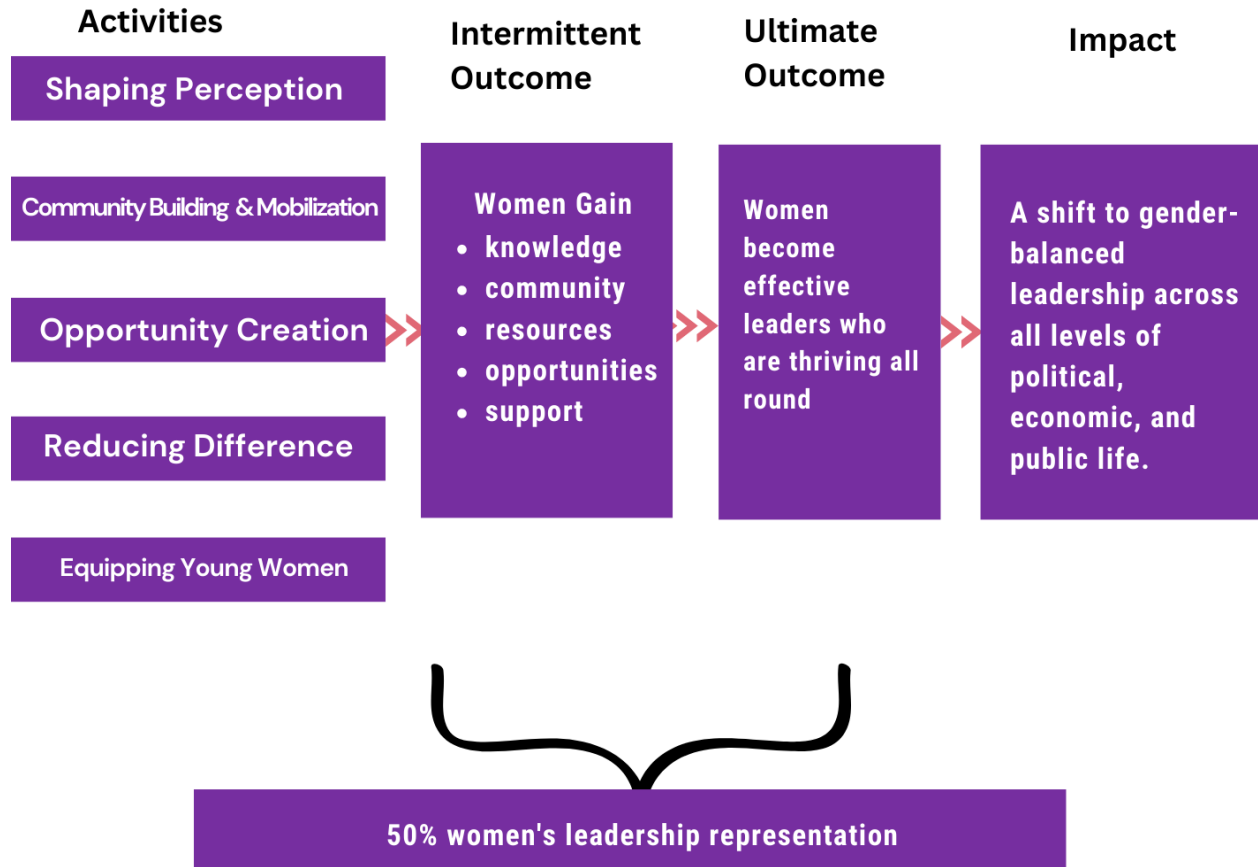 Activities
Shaping Perception
Community Building & Mobilization
Opportunity Creation
Reducing Difference
Equipping Young Women
Intermittent
Outcome
Women Gain
• knowledge
• community
• resources
• opportunities
• support
Ultimate
Outcome
Women
become
effective
leaders who
are thriving all
round
Impact
A shift to gender-
balanced
leadership across
all levels of
political,
economic, and
public life.
50% women's leadership representation